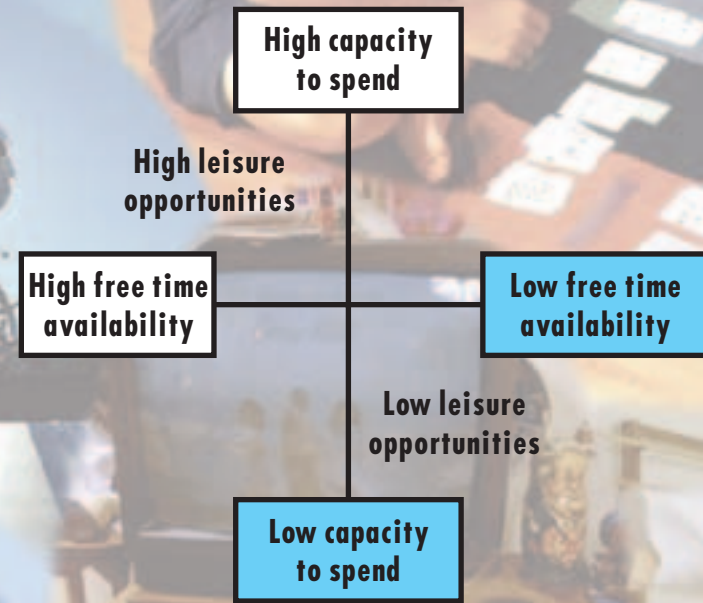 High capacity
to spend
High leisure
opportunities
High free time
availability
Low free time
availability
Low leisure
opportunities
Low capacity
to spend